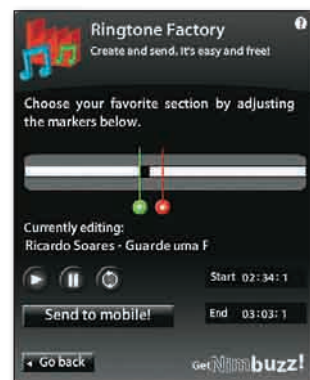 Ringtone Factory
?
Create and send, It's easy and free!
Choose your favorite section by adjusting
the markers below.
Currently editing:
Ricardo Soares - Guarde uma F
Start 02:34:1
Send to mobile!
End 03:03:1
Go back
Get Nimbuzz!